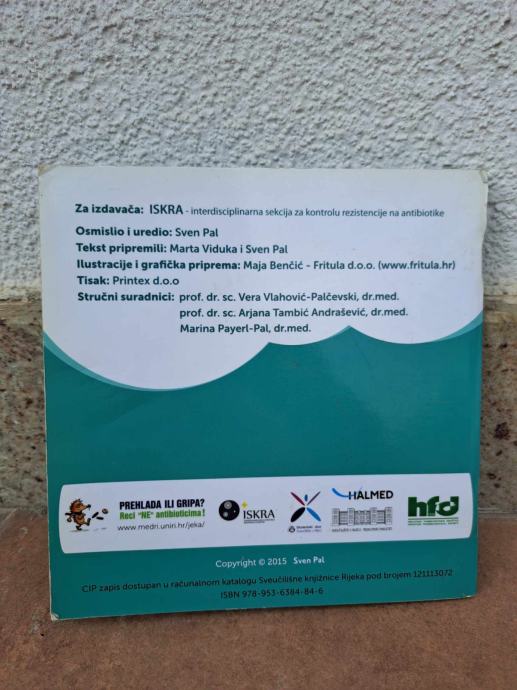 Za izdavača: ISKRA - interdisciplinarna sekcija za kontrolu rezistencije na antibiotike
Osmislio i uredio: Sven Pal
Tekst pripremili: Marta Viduka i Sven Pal
Ilustracije i grafička priprema: Maja Benčić - Fritula d.o.o. (www.fritula.hr)
Tisak: Printex d.o.o
Stručni suradnici: prof. dr. sc. Vera Vlahović-Palčevski, dr.med.
prof. dr. sc. Arjana Tambić Andrašević, dr.med.
Marina Payerl-Pal, dr.med.
PREHLADA ILI GRIPA?
Reci "NE" antibioticima!
www.medri.uniri.hr/jeka/
ISKRA
HALMED
hfd
Copyright © 2015 Sven Pal
CIP zapis dostupan u računalnom katalogu Sveučilišne knjižnice Rijeka pod brojem 121113072
ISBN 978-953-6384-84-6